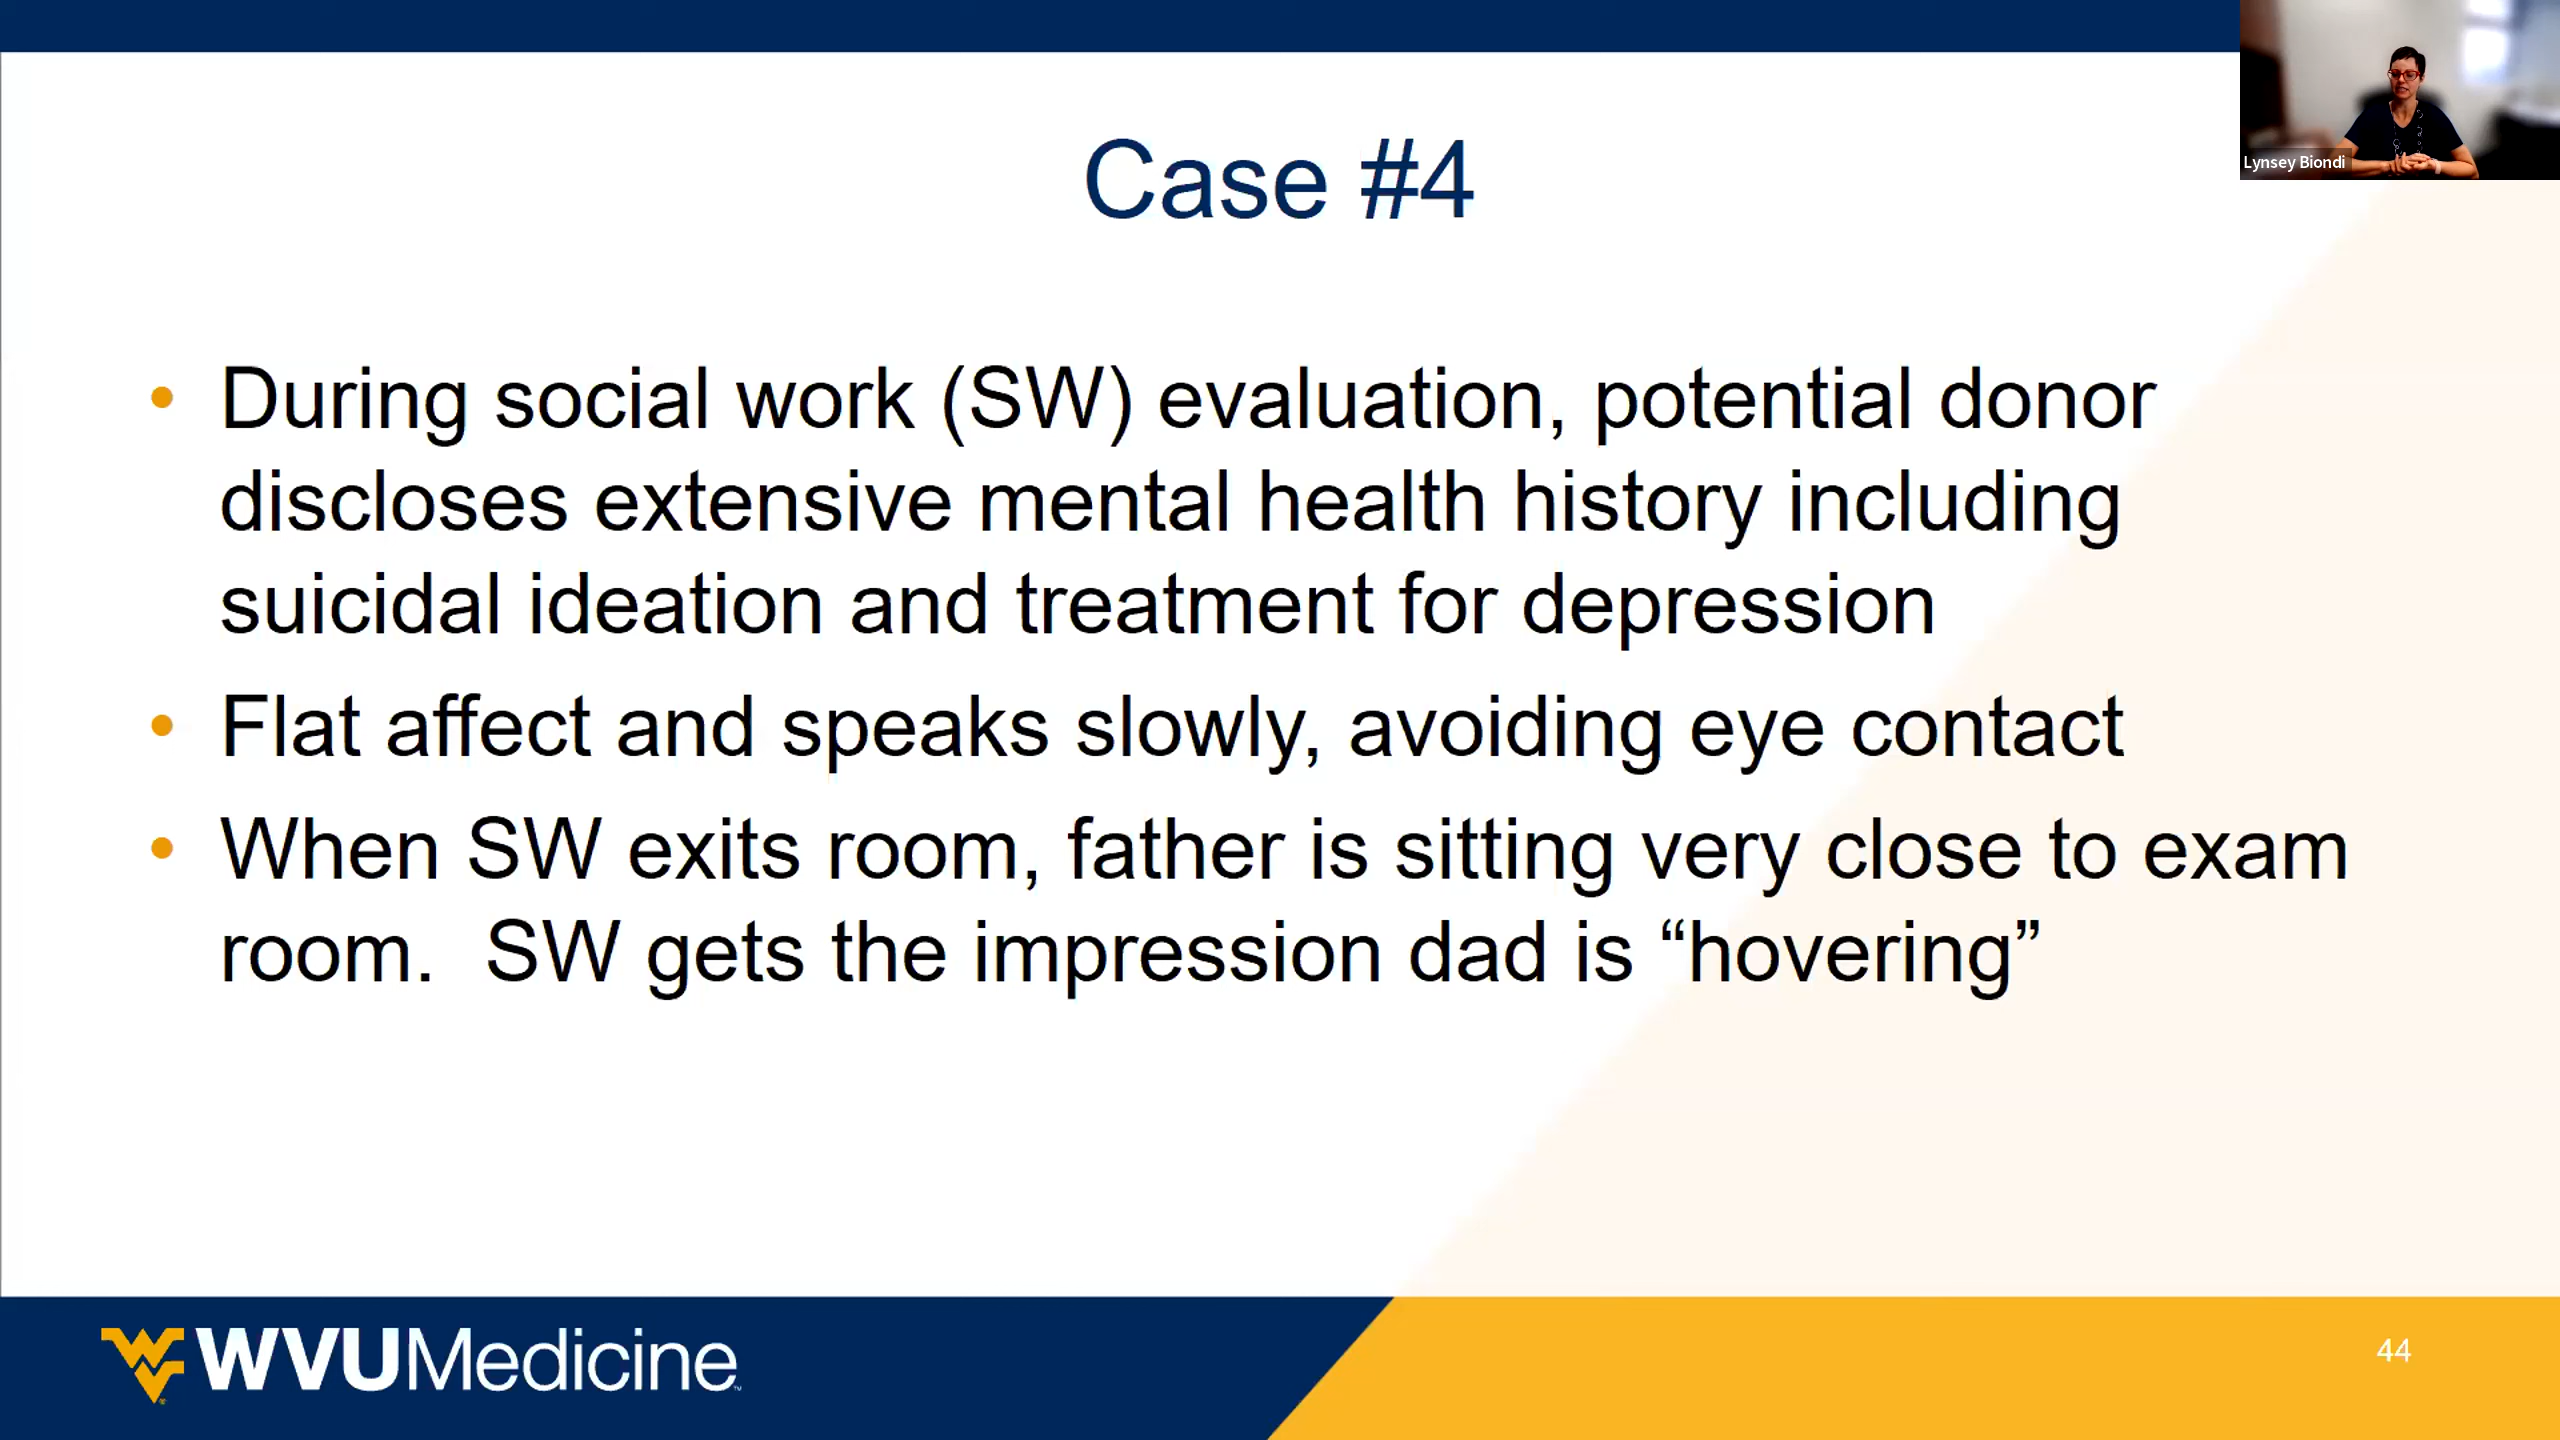 Case #4
Lynsey Biondi
• During social work (SW) evaluation, potential donor
discloses extensive mental health history including
suicidal ideation and treatment for depression
• Flat affect and speaks slowly, avoiding eye contact
• When SW exits room, father is sitting very close to exam
room.  SW gets the impression dad is “hovering”
WVUMedicine™
44